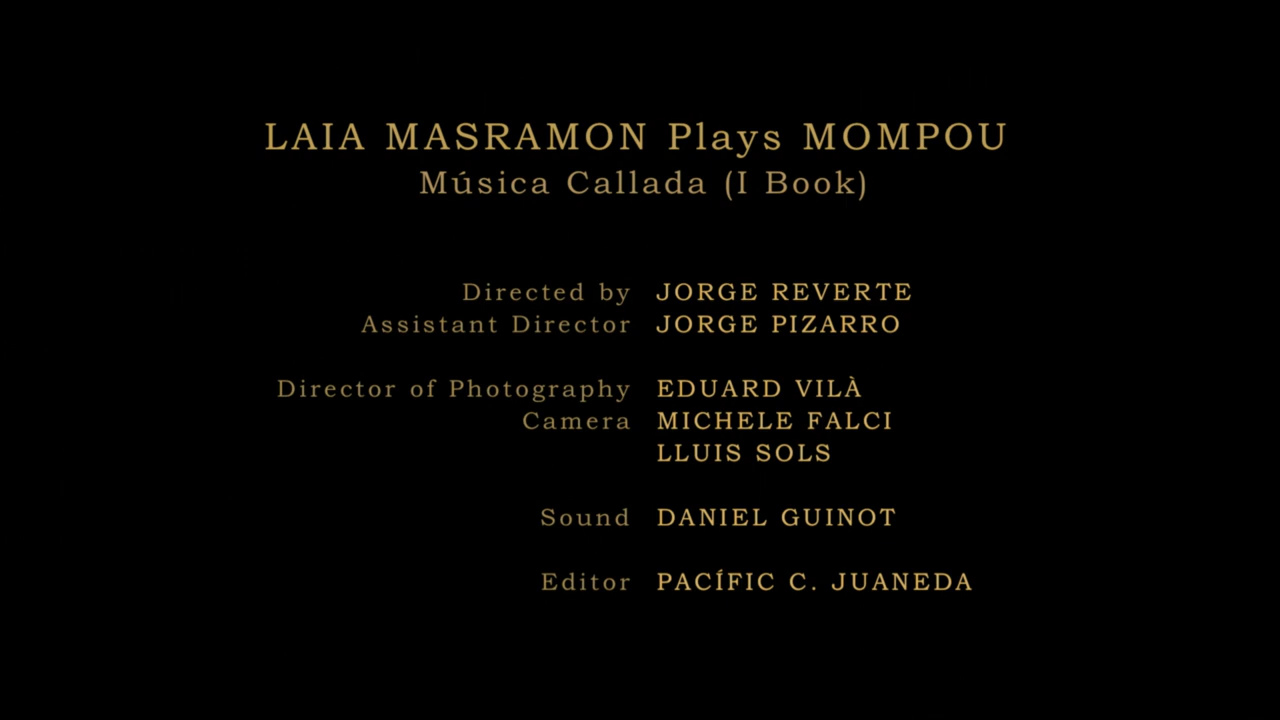 LAIA MASRAMON Plays MOMPOU
Música Callada (I Book)
Directed by JORGE REVERTE
Assistant Director JORGE PIZARRO
Director of Photography EDUARD VILÀ
Camera MICHELE FALCI
LLUIS SOLS
Sound DANIEL GUINOT
Editor PACÍFIC C. JUANEDA